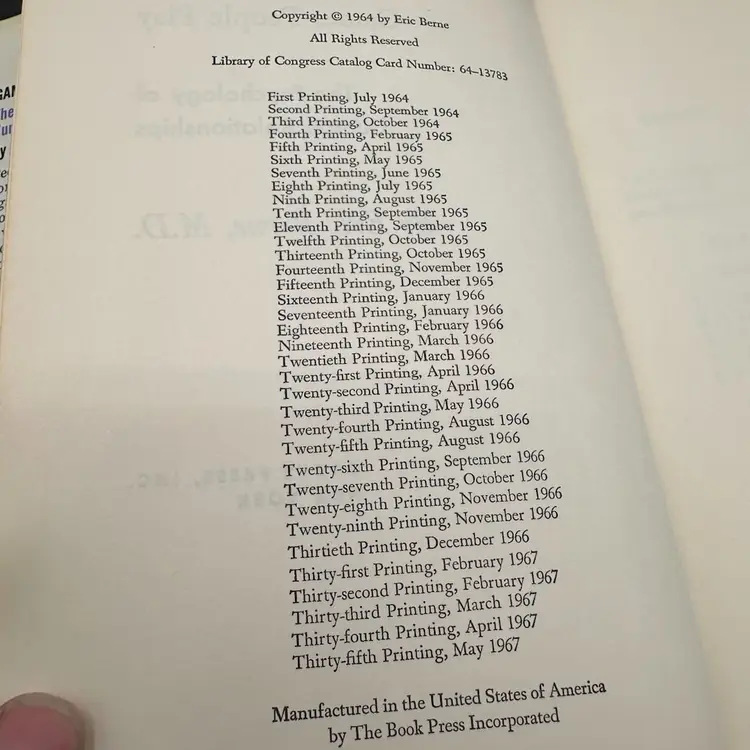 Copyright © 1964 by Eric Berne
All Rights Reserved
Library of Congress Catalog Card Number: 64–13783
First Printing, July 1964
Second Printing, September 1964
Third Printing, October 1964
Fourth Printing, February 1965
Fifth Printing, April 1965
Sixth Printing, May 1965
Seventh Printing, June 1965
Eighth Printing, July 1965
Ninth Printing, August 1965
Tenth Printing, September 1965
Eleventh Printing, September 1965
Twelfth Printing, October 1965
Thirteenth Printing, October 1965
Fourteenth Printing, November 1965
Fifteenth Printing, December 1965
Sixteenth Printing, January 1966
Seventeenth Printing, January 1966
Eighteenth Printing, February 1966
Nineteenth Printing, March 1966
Twentieth Printing, March 1966
Twenty-first Printing, April 1966
Twenty-second Printing, April 1966
Twenty-third Printing, May 1966
Twenty-fourth Printing, August 1966
Twenty-fifth Printing, August 1966
Twenty-sixth Printing, September 1966
Twenty-seventh Printing, October 1966
Twenty-eighth Printing, November 1966
Twenty-ninth Printing, November 1966
Thirtieth Printing, December 1966
Thirty-first Printing, February 1967
Thirty-second Printing, February 1967
Thirty-third Printing, March 1967
Thirty-fourth Printing, April 1967
Thirty-fifth Printing, May 1967
Manufactured in the United States of America
by The Book Press Incorporated